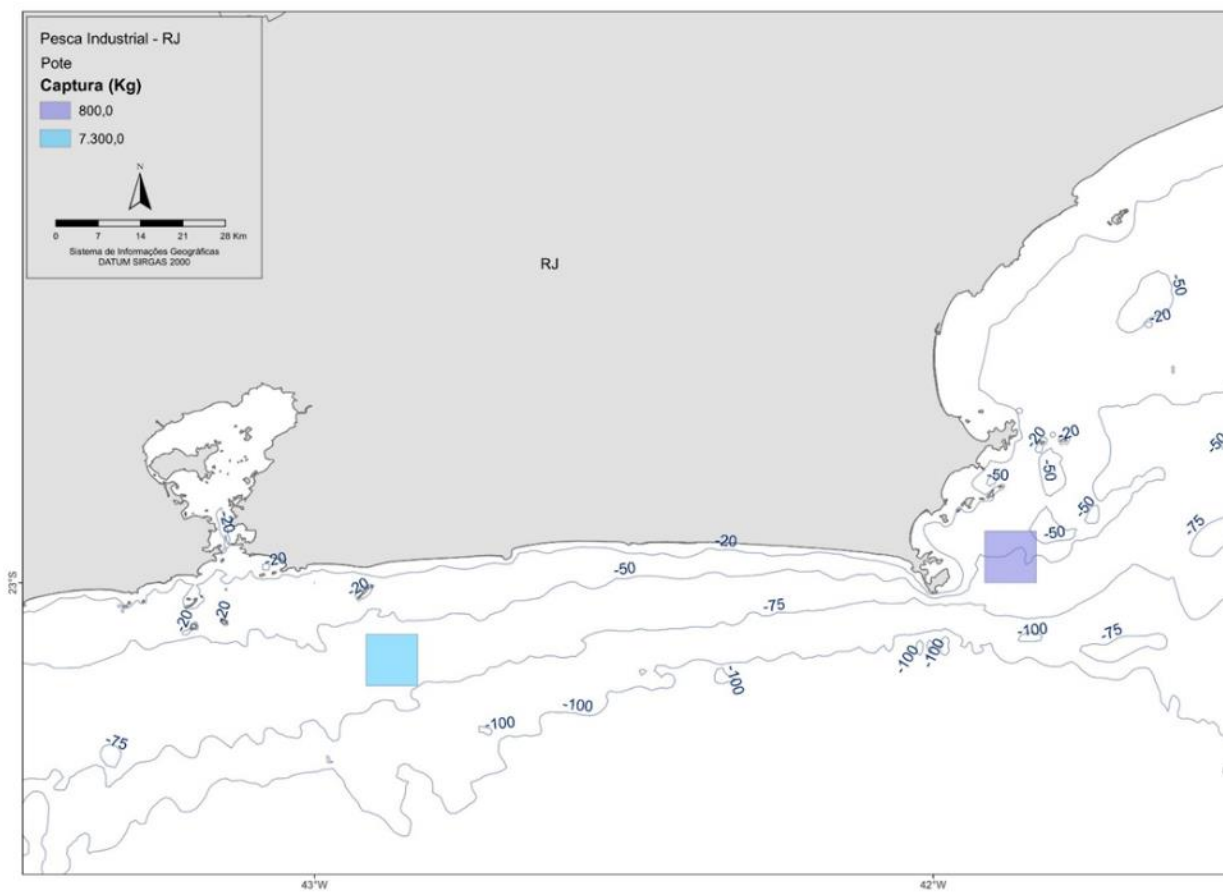 Pesca Industrial - RJ
Pote
Captura (Kg)
800,0
7.300,0
N
0 7 14 21 28 Km
Sistema de Informações Geográficas
DATUM SIRGAS 2000
RJ
-50
-20
-20
-20
-50
-50
-50
-50
-50
-75
-20
-20
-20
-50
-20
-20
-20
23°S
-75
-100
-75
-100
-100
-100
-100
-100
-75
43°W
42°W